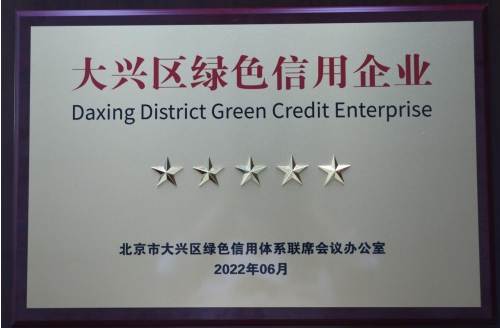 大兴区绿色信用企业
Daxing District Green Credit Enterprise
北京市大兴区绿色信用体系联席会议办公室
2022年06月